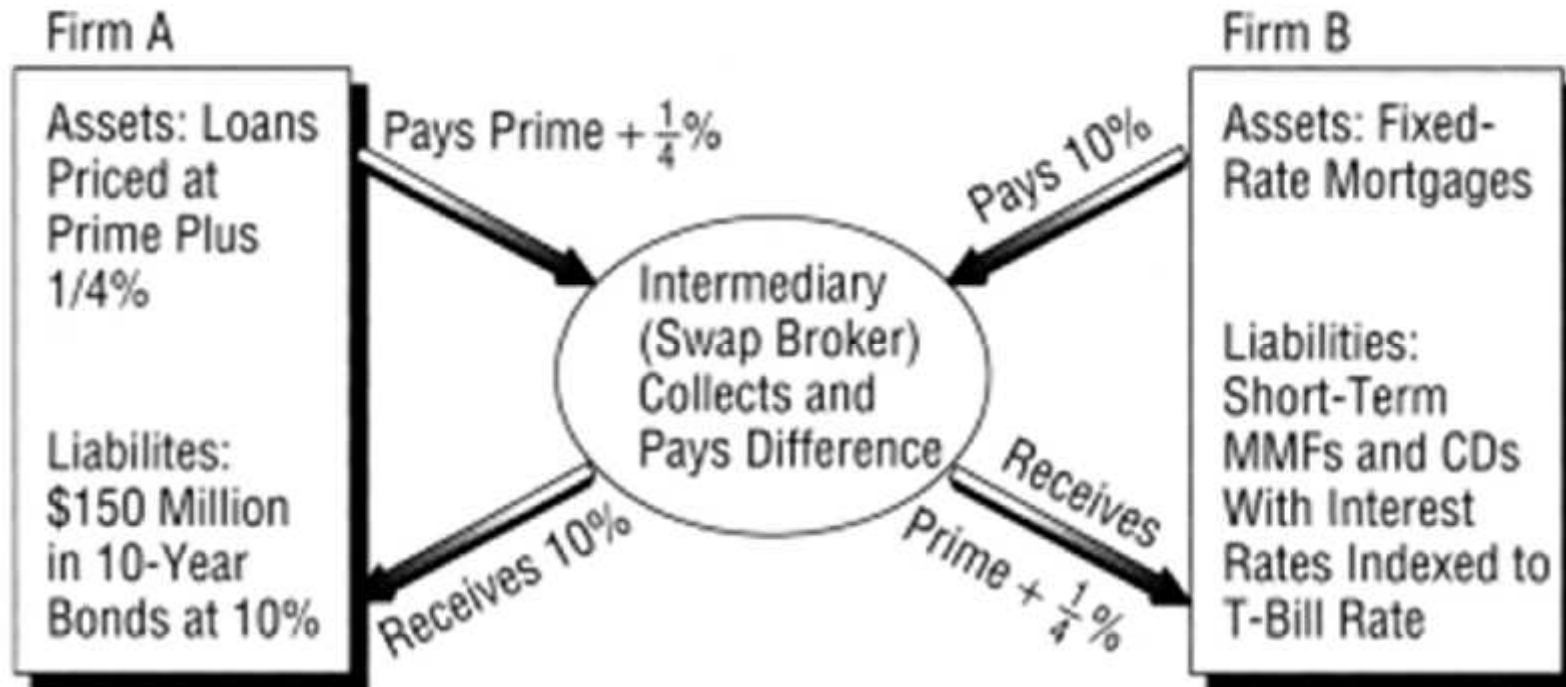 Firm A
Assets: Loans
Priced at
Prime Plus
1/4%
Liabilites:
$150 Million
in 10-Year
Bonds at 10%
Pays Prime + 1/4%
Receives 10%
Intermediary
(Swap Broker)
Collects and
Pays Difference
Pays 10%
Receives
Prime + 1/4%
Firm B
Assets: Fixed-
Rate Mortgages
Liabilities:
Short-Term
MMFs and CDs
With Interest
Rates Indexed to
T-Bill Rate